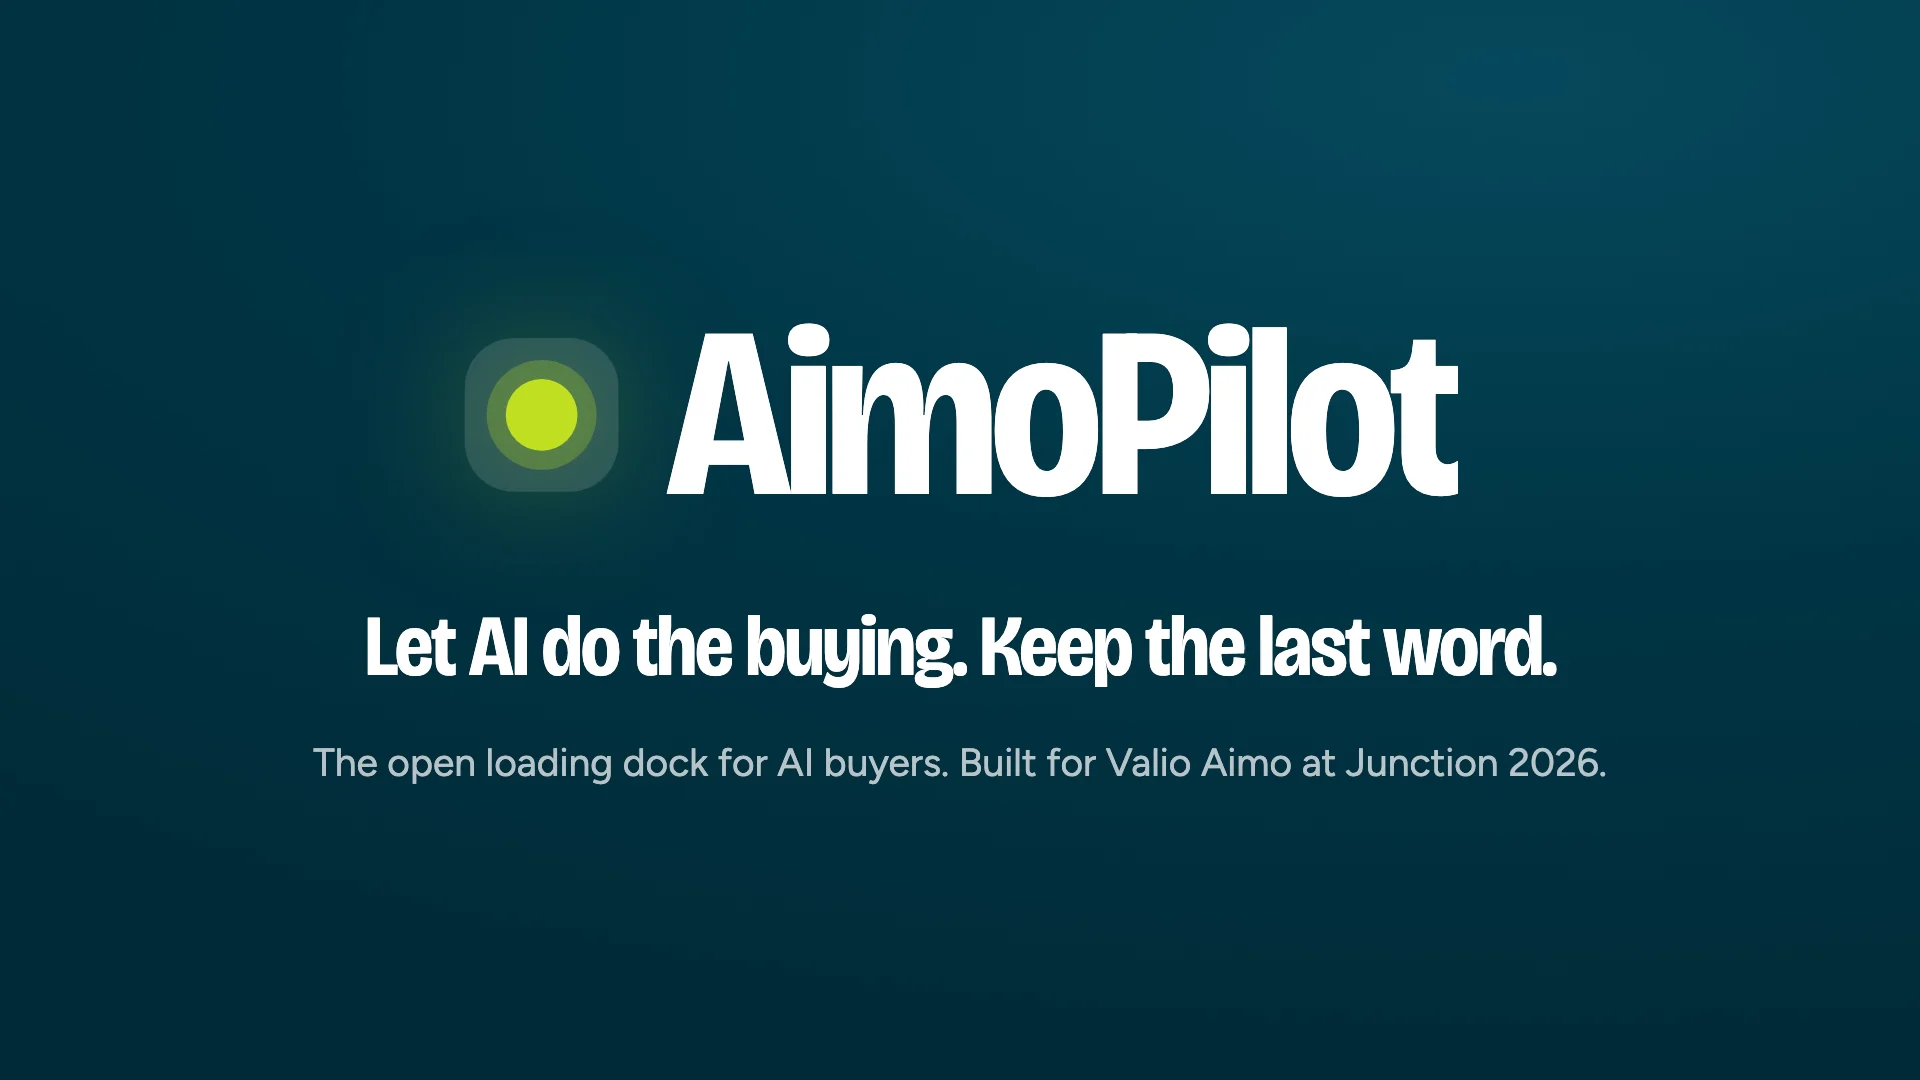 AimoPilot
Let AI do the buying. Keep the last word.
The open loading dock for AI buyers. Built for Valio Aimo at Junction 2026.